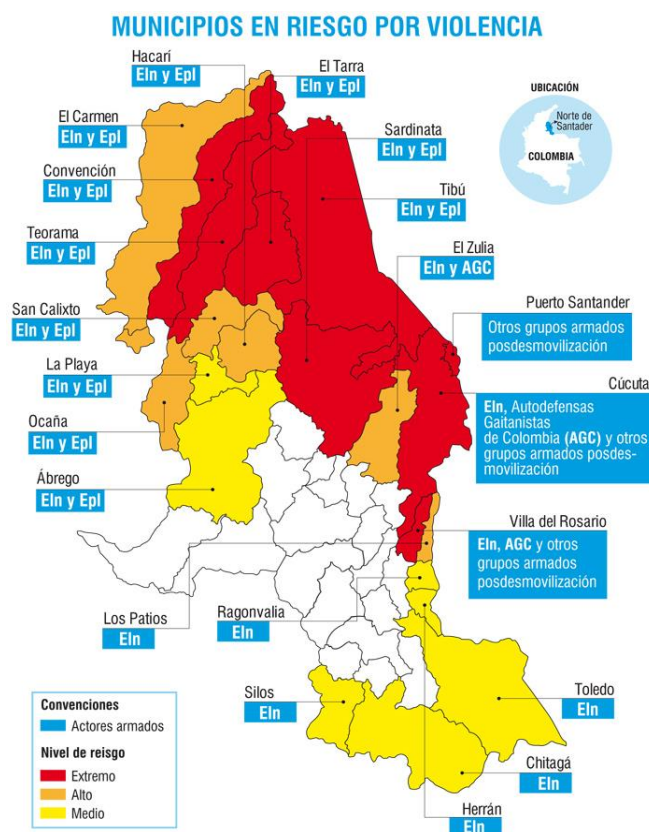 MUNICIPIOS EN RIESGO POR VIOLENCIA
Hacarí
Eln y Epl
El Tarra
Eln y Epl
El Carmen
Eln y Epl
Sardinata
Eln y Epl
Convención
Eln y Epl
Tibú
Eln y Epl
Teorama
Eln y Epl
El Zulia
Eln y AGC
San Calixto
Eln y Epl
Puerto Santander
Otros grupos armados
posdesmovilización
La Playa
Eln y Epl
Cúcuta
Eln, Autodefensas
Gaitanistas
de Colombia (AGC) y otros
grupos armados posdes-
movilización
Ocaña
Eln y Epl
Ábrego
Eln y Epl
Villa del Rosario
Eln, AGC y otros
grupos armados
posdesmovilización
Los Patios
Eln
Ragonvalia
Eln
Silos
Eln
Toledo
Eln
Chitagá
Eln
Herrán
Eln
UBICACIÓN
Norte de
Santader
COLOMBIA
Convenciones
Actores armados
Nivel de reisgo
Extremo
Alto
Medio